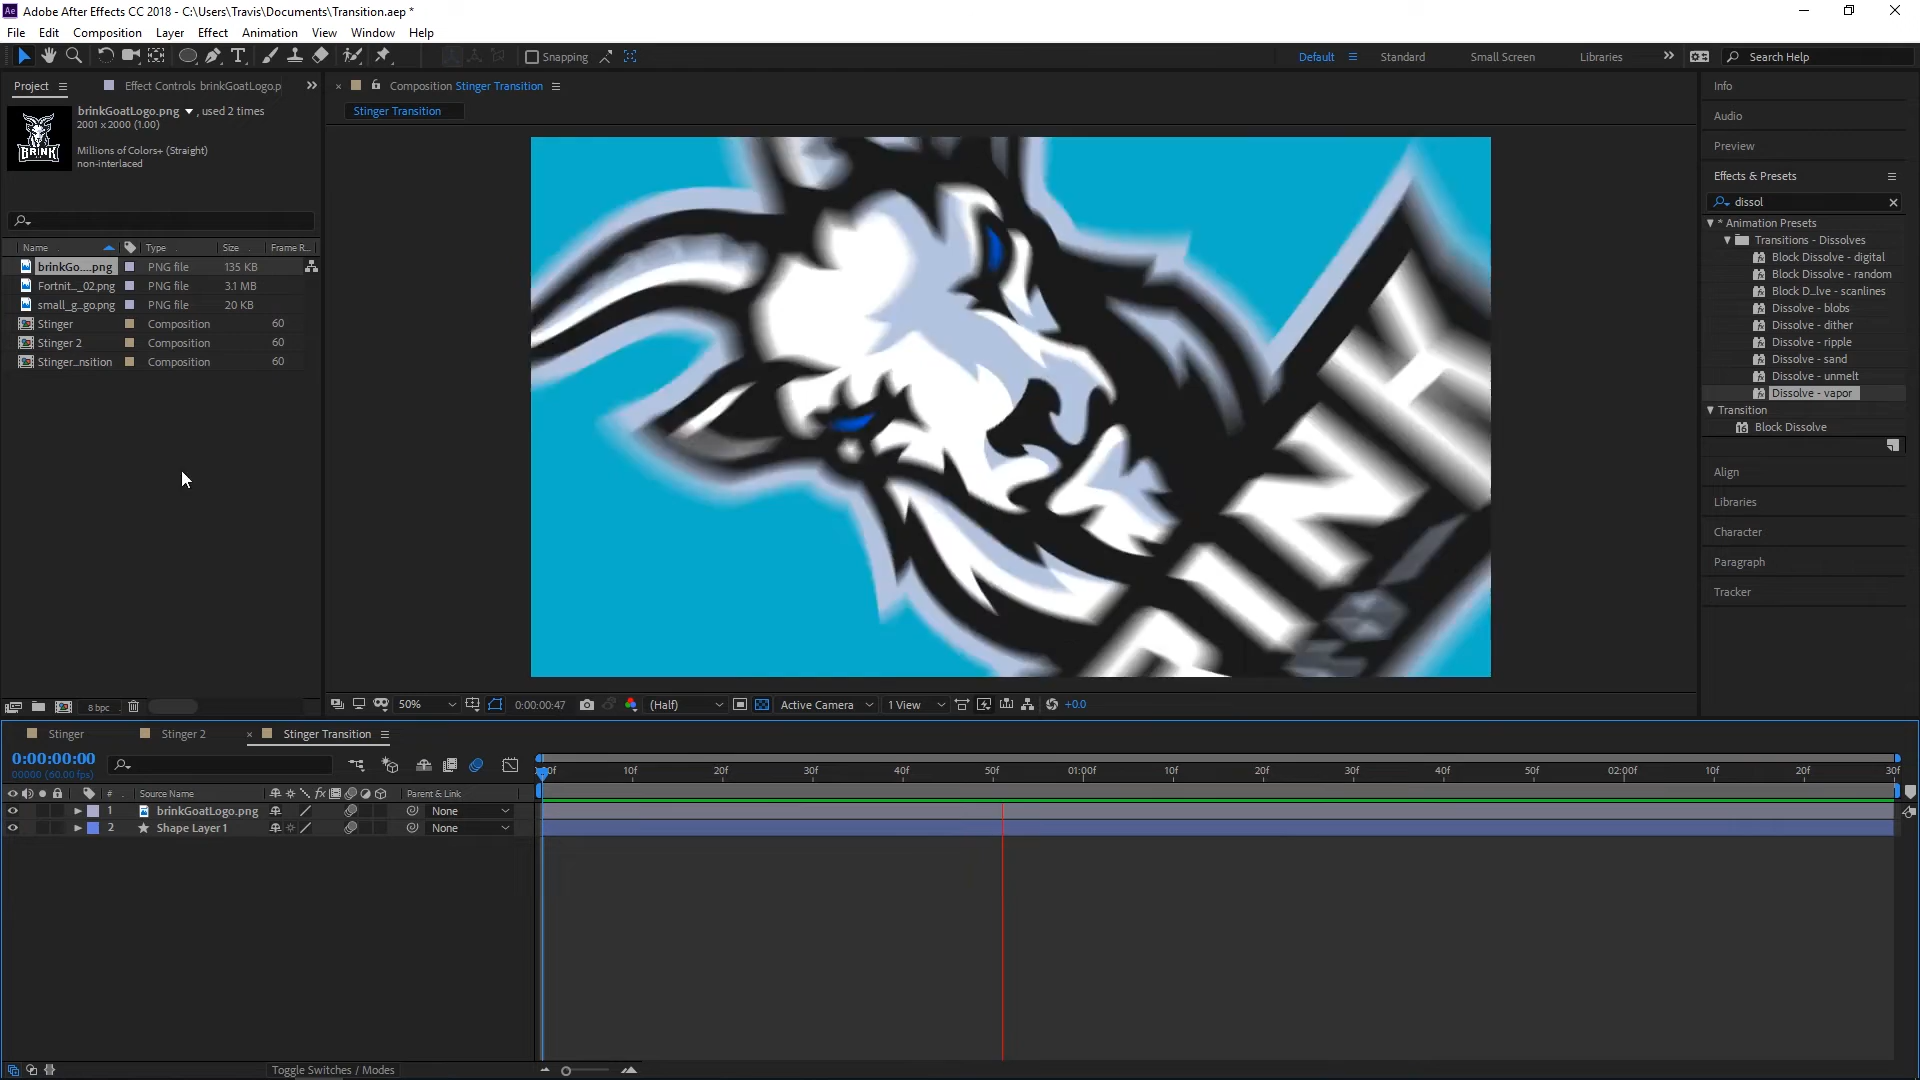 Ae Adobe After Effects CC 2018 - C:\Users\Travis\Documents\Transition.aep *
File Edit Composition Layer Effect Animation View Window Help
Snapping Default Standard Small Screen Libraries Search Help
Project Effect Controls brinkGoatLogo.p
Composition Stinger Transition
Stinger Transition
brinkGoatLogo.png , used 2 times
2001 x 2000 (1.00)
Millions of Colors+ (Straight)
non-interlaced
BRINK
Name Type Size Frame R...
brinkGo....png PNG file 135 KB
Fortnit..._02.png PNG file 3.1 MB
small_g..go.png PNG file 20 KB
Stinger Composition 60
Stinger 2 Composition 60
Stinger_nsition Composition 60
8 bpc
INK
50% 0:00:00:47 (Half) Active Camera 1 View +0.0
Info
Audio
Preview
Effects & Presets
dissol
* Animation Presets
Transitions - Dissolves
Block Dissolve - digital
Block Dissolve - random
Block D...lve - scanlines
Dissolve - blobs
Dissolve - dither
Dissolve - ripple
Dissolve - sand
Dissolve - unmelt
Dissolve - vapor
Transition
Block Dissolve
Align
Libraries
Character
Paragraph
Tracker
Stinger Stinger 2 Stinger Transition
0:00:00:00
00000 (60.00 fps)
00f 10f 20f 30f 40f 50f 01:00f 10f 20f 30f 40f 50f 02:00f 10f 20f 30f
# Source Name fx Parent & Link
1 brinkGoatLogo.png None
2 Shape Layer 1 None
Toggle Switches / Modes